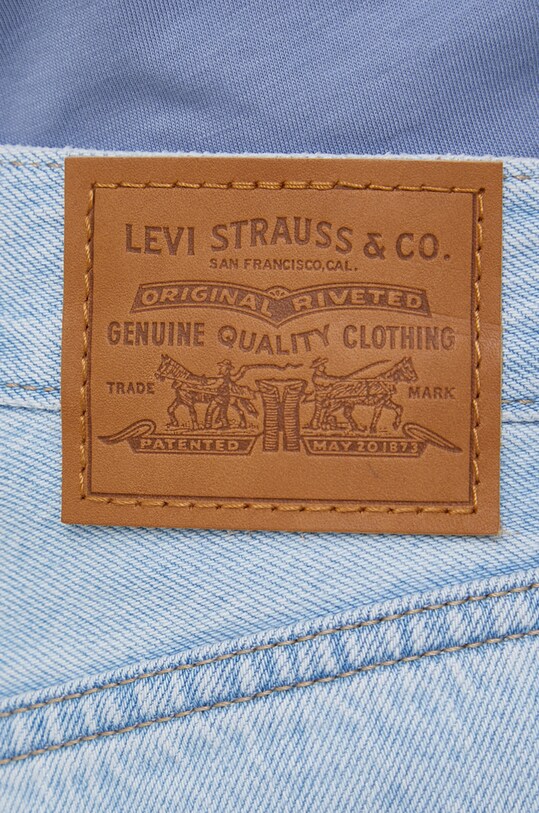 LEVI STRAUSS & CO.
SAN FRANCISCO, CAL.
ORIGINAL RIVETED
GENUINE QUALITY CLOTHING
TRADE MARK
PATENTED MAY 20 1873